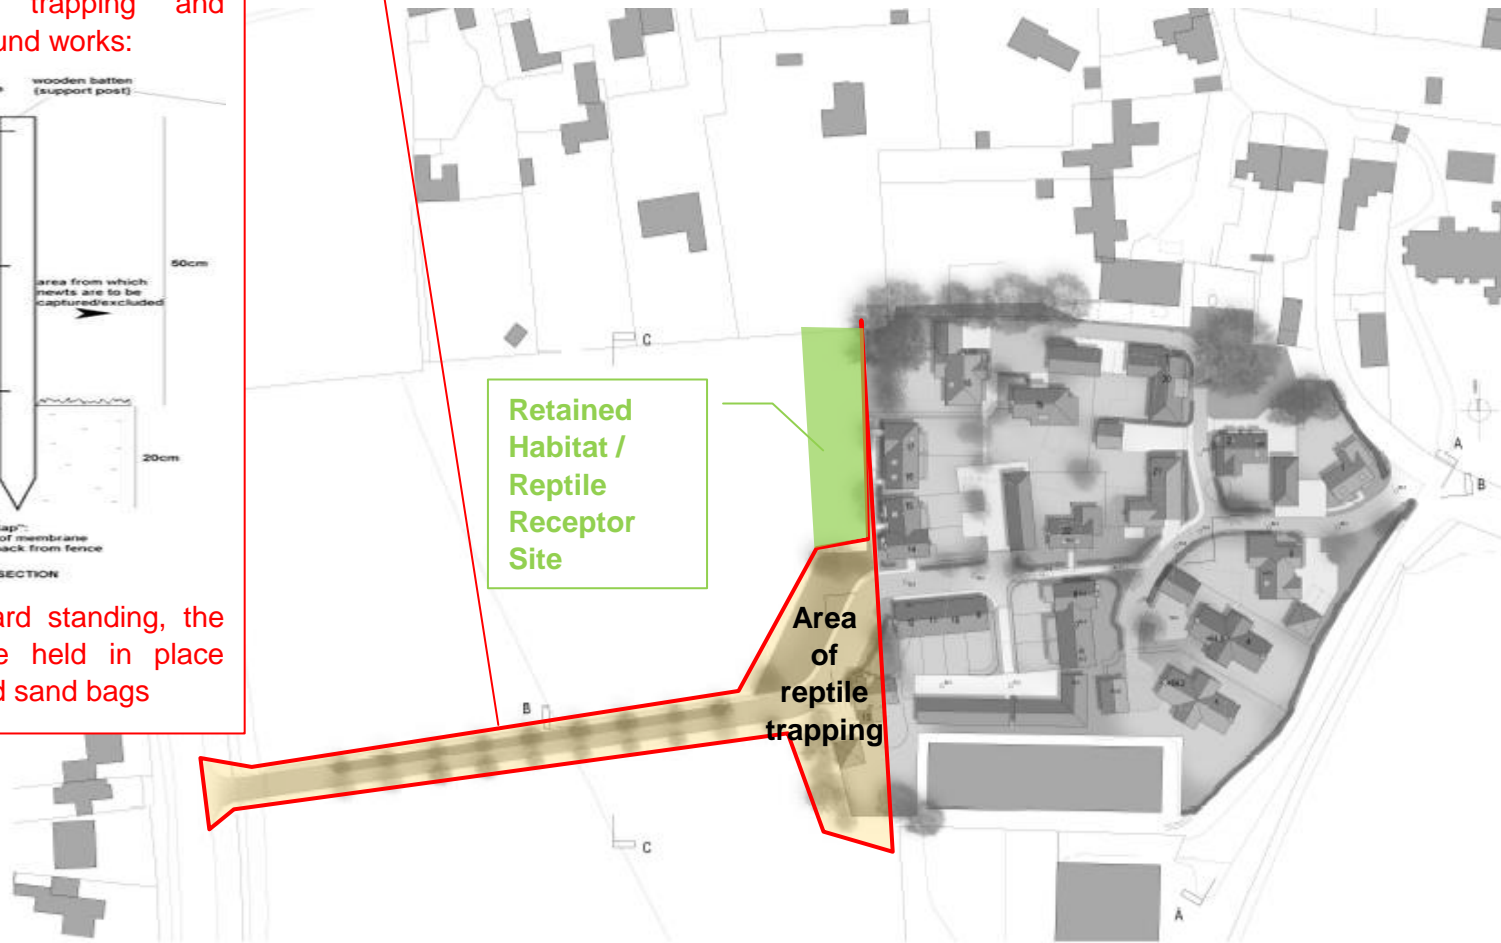 trapping and
und works:
wooden batten
(support post)
50cm
area from which
newts are to be
captured/excluded
20cm
ap":
of membrane
ack from fence
SECTION
ard standing, the
e held in place
d sand bags
C
Retained
Habitat /
Reptile
Receptor
Site
Area
of
reptile
trapping
B
C
A
B
A